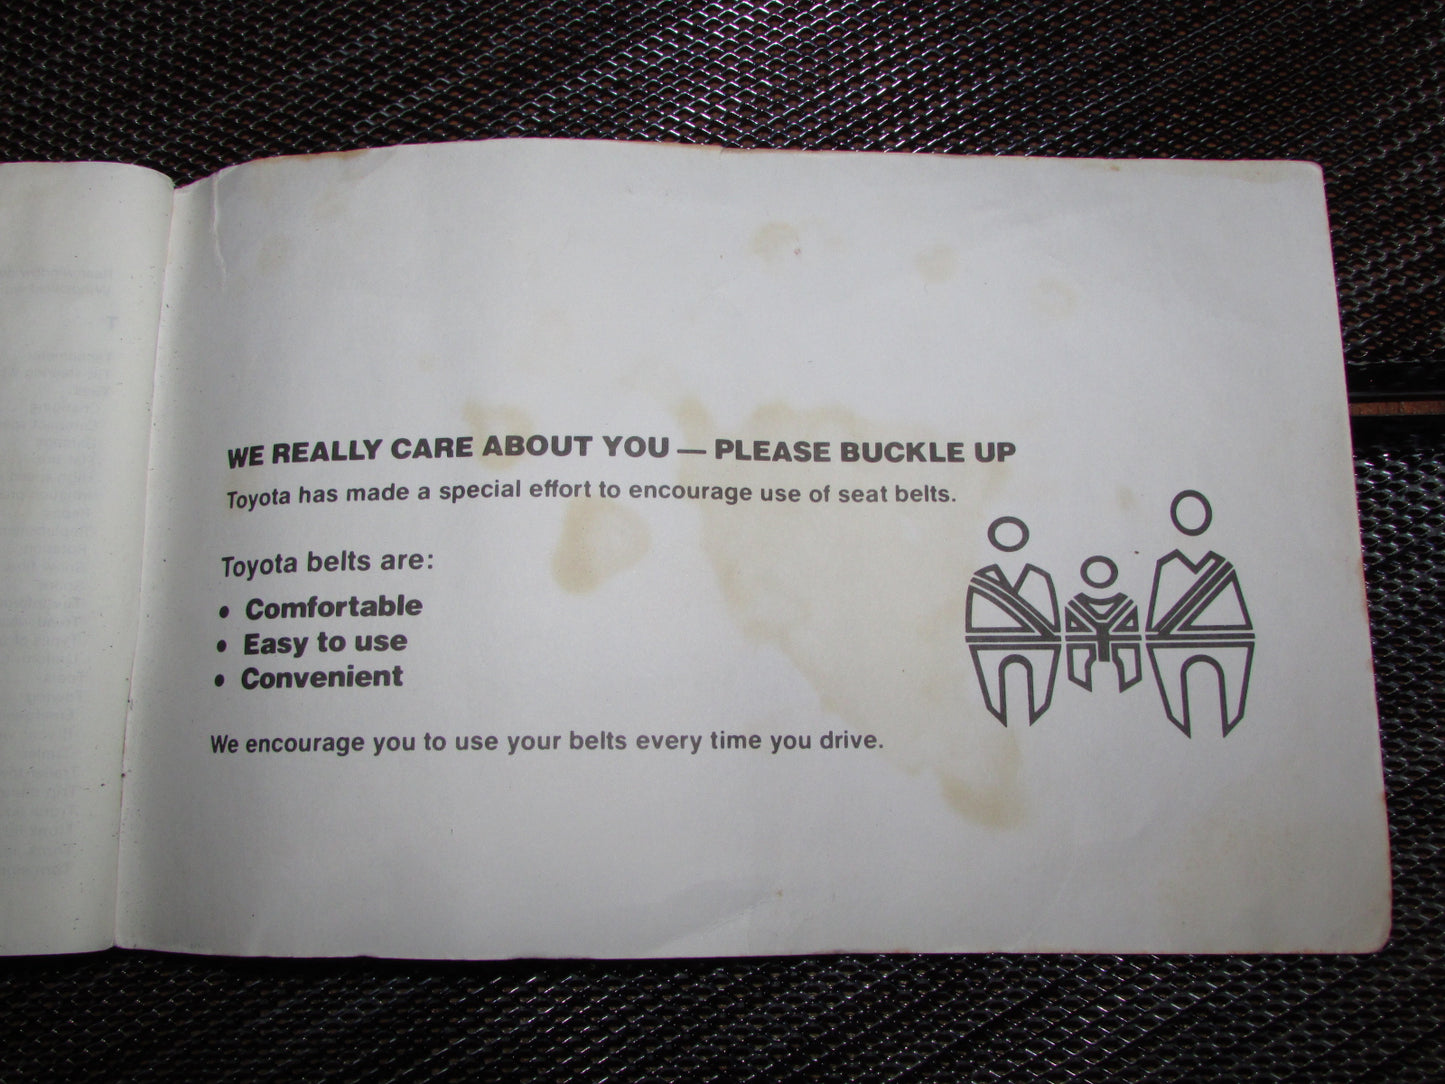 WE REALLY CARE ABOUT YOU — PLEASE BUCKLE UP
Toyota has made a special effort to encourage use of seat belts.
Toyota belts are:
• Comfortable
• Easy to use
• Convenient
We encourage you to use your belts every time you drive.